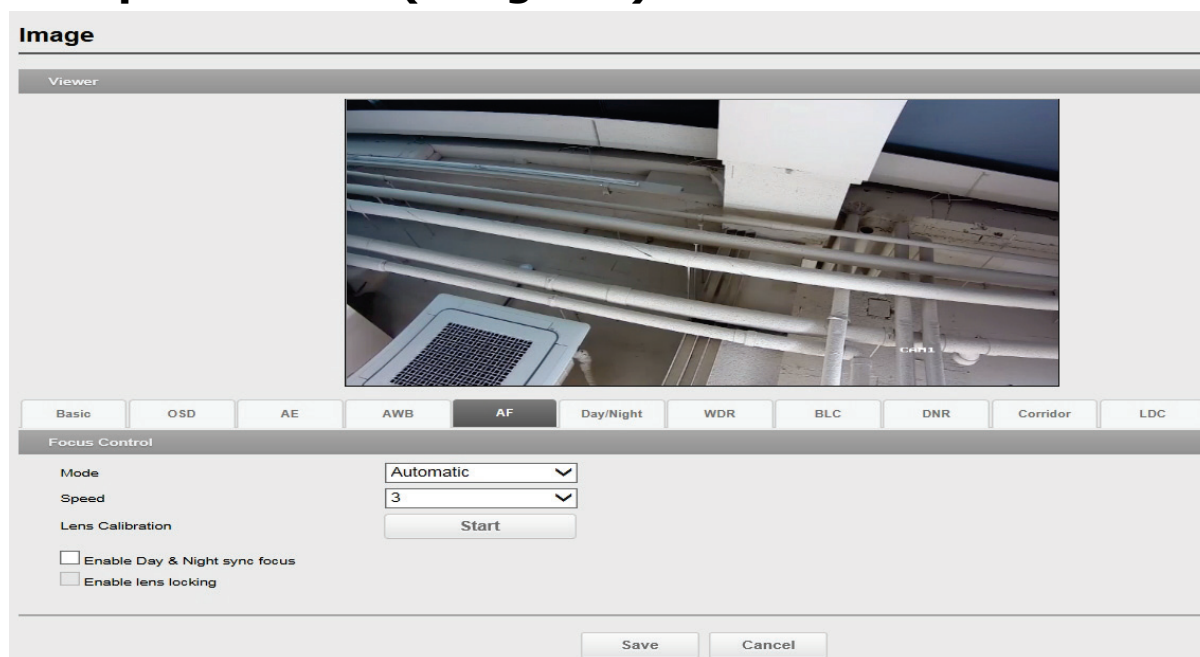 Image
Viewer
CAM1
Basic OSD AE AWB AF Day/Night WDR BLC DNR Corridor LDC
Focus Control
Mode Automatic
Speed 3
Lens Calibration Start
Enable Day & Night sync focus
Enable lens locking
Save Cancel